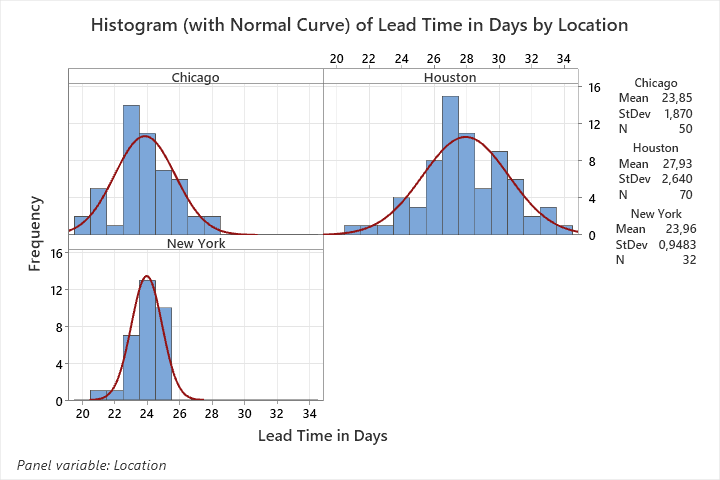 Histogram (with Normal Curve) of Lead Time in Days by Location
20 22 24 26 28 30 32 34
Chicago
Houston
16
12
8
4
0
Chicago
Mean 23,85
StDev 1,870
N 50
Houston
Mean 27,93
StDev 2,640
N 70
New York
Mean 23,96
StDev 0,9483
N 32
Frequency
New York
16
12
8
4
0
20 22 24 26 28 30 32 34
Lead Time in Days
Panel variable: Location